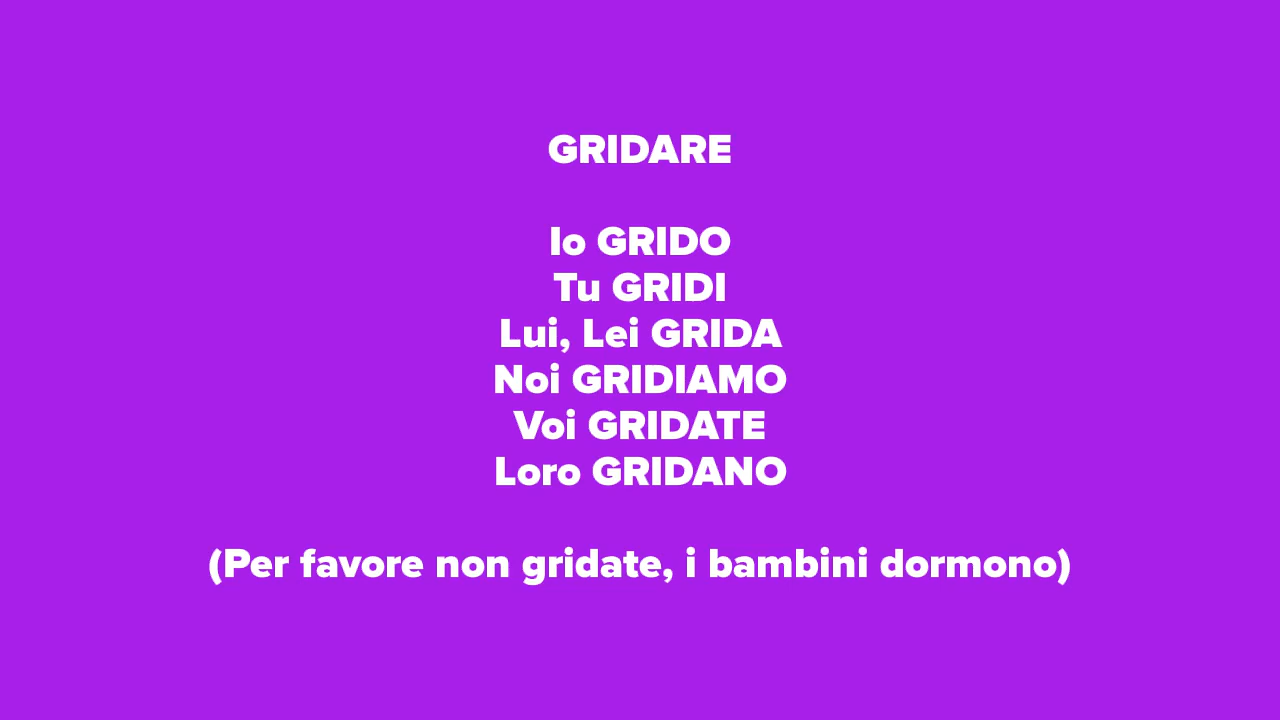 GRIDARE
Io GRIDO
Tu GRIDI
Lui, Lei GRIDA
Noi GRIDIAMO
Voi GRIDATE
Loro GRIDANO
(Per favore non gridate, i bambini dormono)